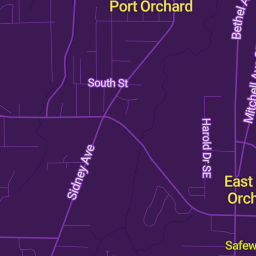 Port Orchard
Bethel A
Mitchell Av
South St
Sidney Ave
Harold Dr SE
East
Orch
Safew